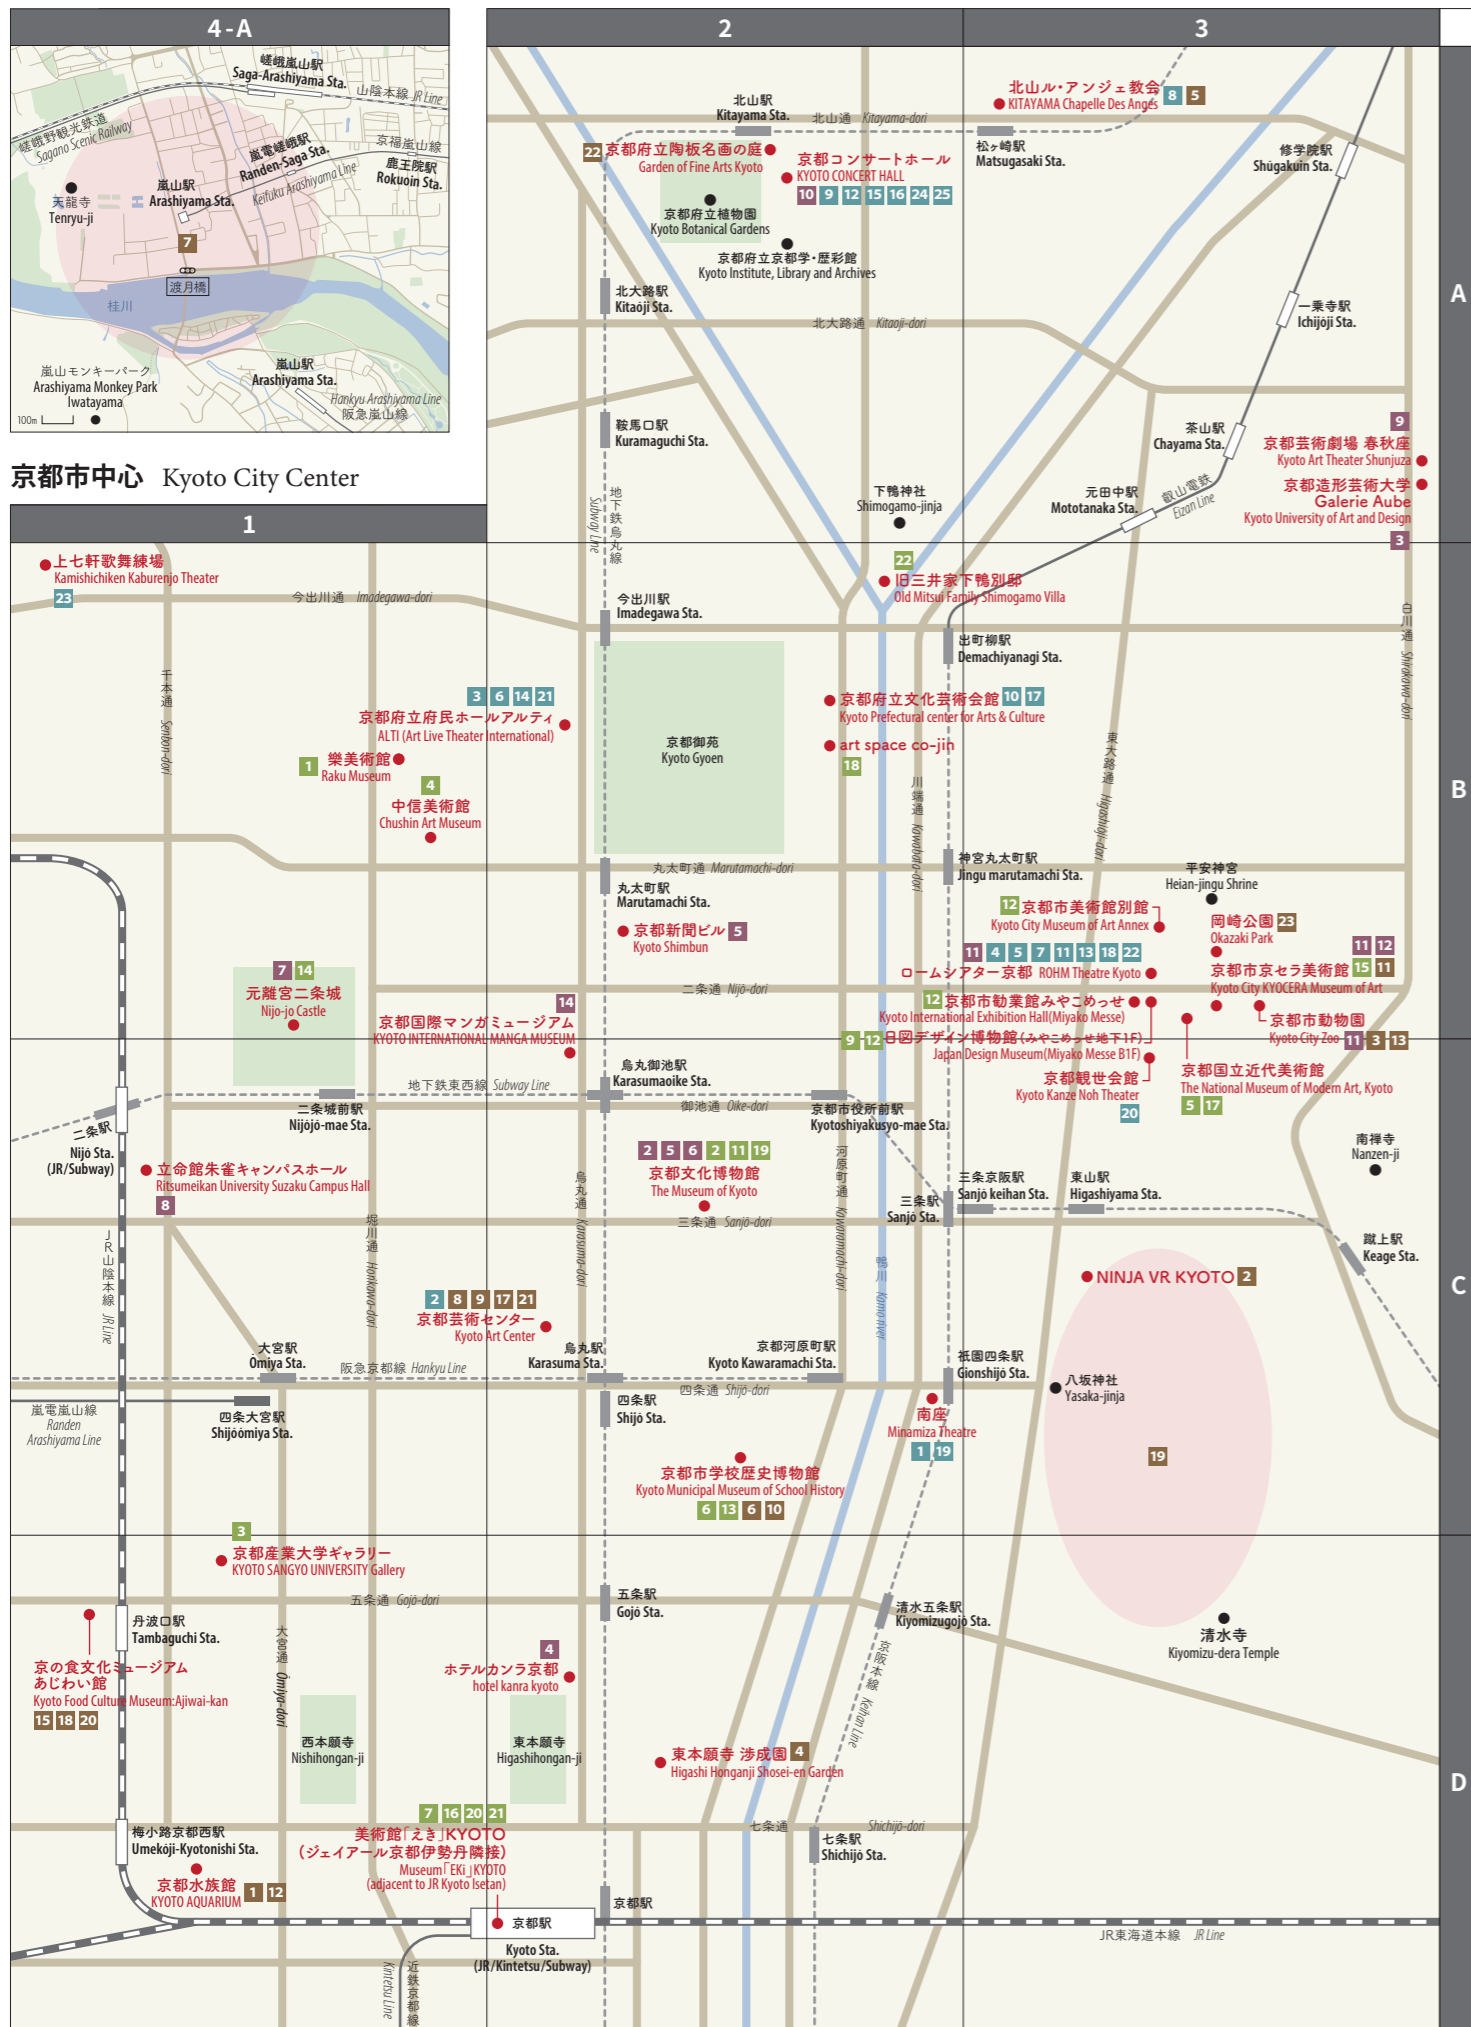 4-A
嵯峨嵐山駅
Saga-Arashiyama Sta.
山陰本線 JR Line
嵯峨野観光鉄道
Sagano Scenic Railway
京福嵐山線
嵐電嵯峨駅
Randen-Saga Sta.
鹿王院駅
Rokuoin Sta.
Keifuku Arashiyama Line
嵐山駅
Arashiyama Sta.
天龍寺
Tenryu-ji
7
渡月橋
桂川
嵐山モンキーパーク
Arashiyama Monkey Park
Iwatayama
嵐山駅
Arashiyama Sta.
Hankyu Arashiyama Line
阪急嵐山線
100m
京都市中心 Kyoto City Center
1
2
3
A
B
C
D
北山ル・アンジェ教会
KITAYAMA Chapelle Des Anges
8 5
北山駅
Kitayama Sta.
北山通 Kitayama-dori
松ヶ崎駅
Matsugasaki Sta.
修学院駅
Shūgakuin Sta.
22 京都府立陶板名画の庭
Garden of Fine Arts Kyoto
京都コンサートホール
KYOTO CONCERT HALL
10 9 12 15 16 24 25
京都府立植物園
Kyoto Botanical Gardens
京都府立京都学・歴彩館
Kyoto Institute, Library and Archives
北大路駅
Kitaōji Sta.
北大路通 Kitaoji-dori
一乗寺駅
Ichijōji Sta.
鞍馬口駅
Kuramaguchi Sta.
茶山駅
Chayama Sta.
9
京都芸術劇場 春秋座
Kyoto Art Theater Shunjuza
京都造形芸術大学
Galerie Aube
Kyoto University of Art and Design
3
地下鉄烏丸線
Subway Line
下鴨神社
Shimogamo-jinja
元田中駅
Mototanaka Sta.
叡山電鉄
Eizan Line
上七軒歌舞練場
Kamishichiken Kaburenjo Theater
23
今出川通 Imadegawa-dori
今出川駅
Imadegawa Sta.
22
旧三井家下鴨別邸
Old Mitsui Family Shimogamo Villa
出町柳駅
Demachiyanagi Sta.
白川通 Shirakawa-dori
千本通 Senbon-dori
3 6 14 21
京都府立府民ホールアルティ
ALTI (Art Live Theater International)
1
樂美術館
Raku Museum
4
中信美術館
Chushin Art Museum
京都御苑
Kyoto Gyoen
京都府立文化芸術会館 10 17
Kyoto Prefectural center for Arts & Culture
art space co-jin
18
川端通 Kawabata-dori
東大路通 Higashioji-dori
丸太町通 Marutamachi-dori
丸太町駅
Marutamachi Sta.
神宮丸太町駅
Jingu marutamachi Sta.
平安神宮
Heian-jingu Shrine
京都新聞ビル 5
Kyoto Shimbun
12 京都市美術館別館
Kyoto City Museum of Art Annex
岡崎公園 23
Okazaki Park
11 4 5 7 11 13 18 22
ロームシアター京都 ROHM Theatre Kyoto
11 12
京都市京セラ美術館 15 11
Kyoto City KYOCERA Museum of Art
7 14
元離宮二条城
Nijo-jo Castle
二条通 Nijō-dori
14
京都国際マンガミュージアム
KYOTO INTERNATIONAL MANGA MUSEUM
12 京都市勧業館みやこめっせ
Kyoto International Exhibition Hall(Miyako Messe)
9 12 日図デザイン博物館(みやこめっせ地下1F)
Japan Design Museum(Miyako Messe B1F)
京都市動物園
Kyoto City Zoo 11 3 13
京都観世会館
Kyoto Kanze Noh Theater
20
京都国立近代美術館
The National Museum of Modern Art, Kyoto
5 17
烏丸御池駅
Karasumaoike Sta.
地下鉄東西線 Subway Line
御池通 Oike-dori
二条城前駅
Nijōjō-mae Sta.
京都市役所前駅
Kyotoshiyakusyo-mae Sta.
二条駅
Nijō Sta.
(JR/Subway)
南禅寺
Nanzen-ji
立命館朱雀キャンパスホール
Ritsumeikan University Suzaku Campus Hall
8
2 5 6 2 11 19
京都文化博物館
The Museum of Kyoto
三条京阪駅
Sanjō keihan Sta.
東山駅
Higashiyama Sta.
三条駅
Sanjō Sta.
三条通 Sanjō-dori
烏丸通 Karasuma-dori
河原町通 Kawaramachi-dori
堀川通 Horikawa-dori
JR山陰本線 JR Line
鴨川 Kamo river
蹴上駅
Keage Sta.
NINJA VR KYOTO 2
2 8 9 17 21
京都芸術センター
Kyoto Art Center
大宮駅
Ōmiya Sta.
阪急京都線 Hankyu Line
烏丸駅
Karasuma Sta.
京都河原町駅
Kyoto Kawaramachi Sta.
祇園四条駅
Gionshijō Sta.
四条通 Shijō-dori
八坂神社
Yasaka-jinja
嵐電嵐山線
Randen
Arashiyama Line
四条大宮駅
Shijōōmiya Sta.
四条駅
Shijō Sta.
南座
Minamiza Theatre
1 19
19
京都市学校歴史博物館
Kyoto Municipal Museum of School History
6 13 6 10
3
京都産業大学ギャラリー
KYOTO SANGYO UNIVERSITY Gallery
五条通 Gojō-dori
五条駅
Gojō Sta.
清水五条駅
Kiyomizugojō Sta.
清水寺
Kiyomizu-dera Temple
丹波口駅
Tambaguchi Sta.
大宮通 Ōmiya-dori
京の食文化ミュージアム
あじわい館
Kyoto Food Culture Museum:Ajiwai-kan
15 18 20
4
ホテルカンラ京都
hotel kanra kyoto
京阪本線 Keihan Line
西本願寺
Nishihongan-ji
東本願寺
Higashihongan-ji
東本願寺 渉成園 4
Higashi Honganji Shosei-en Garden
7 16 20 21
美術館「えき」KYOTO
(ジェイアール京都伊勢丹隣接)
Museum「EKi」KYOTO
(adjacent to JR Kyoto Isetan)
梅小路京都西駅
Umekōji-Kyotonishi Sta.
七条通 Shichijō-dori
七条駅
Shichijō Sta.
京都水族館
KYOTO AQUARIUM 1 12
京都駅
京都駅
Kyoto Sta.
(JR/Kintetsu/Subway)
JR東海道本線 JR Line
Kintetsu Line
近鉄京都線